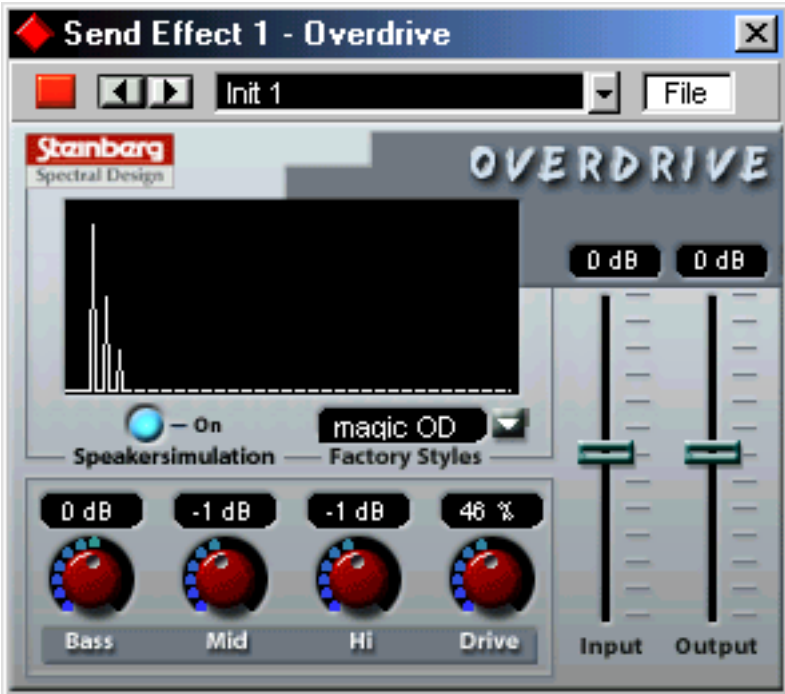 Send Effect 1 - Overdrive
Init 1
File
Steinberg
Spectral Design
OVERDRIVE
0 dB
0 dB
On
magic OD
Speakersimulation
Factory Styles
0 dB
-1 dB
-1 dB
46 %
Bass
Mid
Hi
Drive
Input
Output